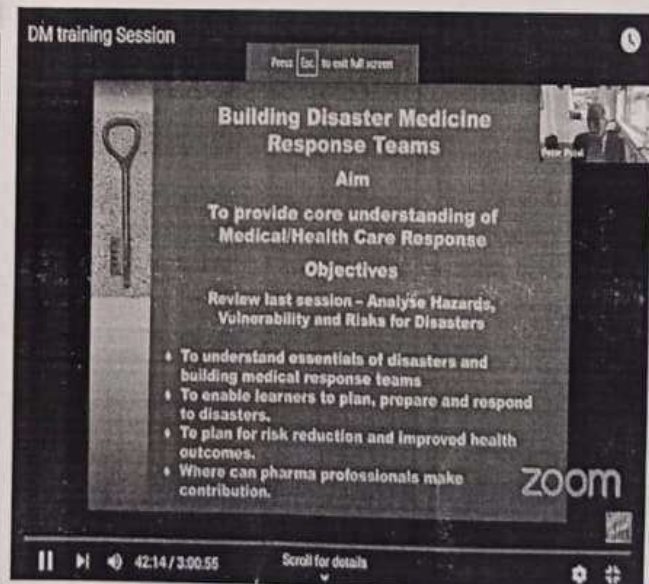 DM training Session
Press Esc to exit full screen
Building Disaster Medicine
Response Teams
Aim
To provide core understanding of
Medical/Health Care Response
Objectives
Review last session – Analyse Hazards,
Vulnerability and Risks for Disasters
To understand essentials of disasters and
building medical response teams
To enable learners to plan, prepare and respond
to disasters.
To plan for risk reduction and improved health
outcomes.
Where can pharma professionals make
contribution.
zoom
42:14 / 3:00:55
Scroll for details